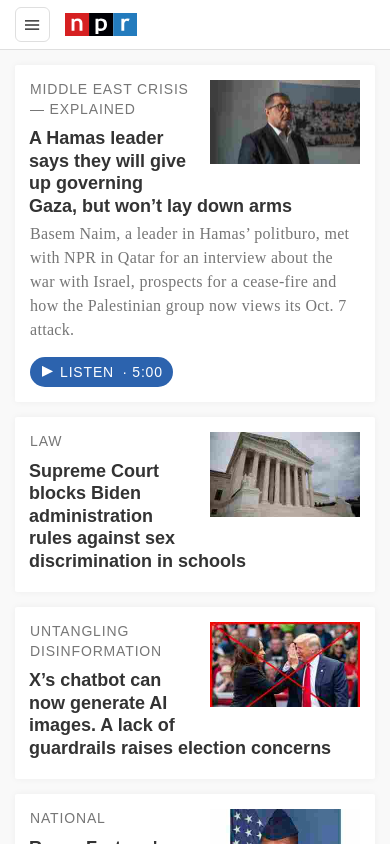 npr
MIDDLE EAST CRISIS
— EXPLAINED
A Hamas leader
says they will give
up governing
Gaza, but won’t lay down arms
Basem Naim, a leader in Hamas’ politburo, met
with NPR in Qatar for an interview about the
war with Israel, prospects for a cease-fire and
how the Palestinian group now views its Oct. 7
attack.
LISTEN · 5:00
LAW
Supreme Court
blocks Biden
administration
rules against sex
discrimination in schools
UNTANGLING
DISINFORMATION
X’s chatbot can
now generate AI
images. A lack of
guardrails raises election concerns
NATIONAL